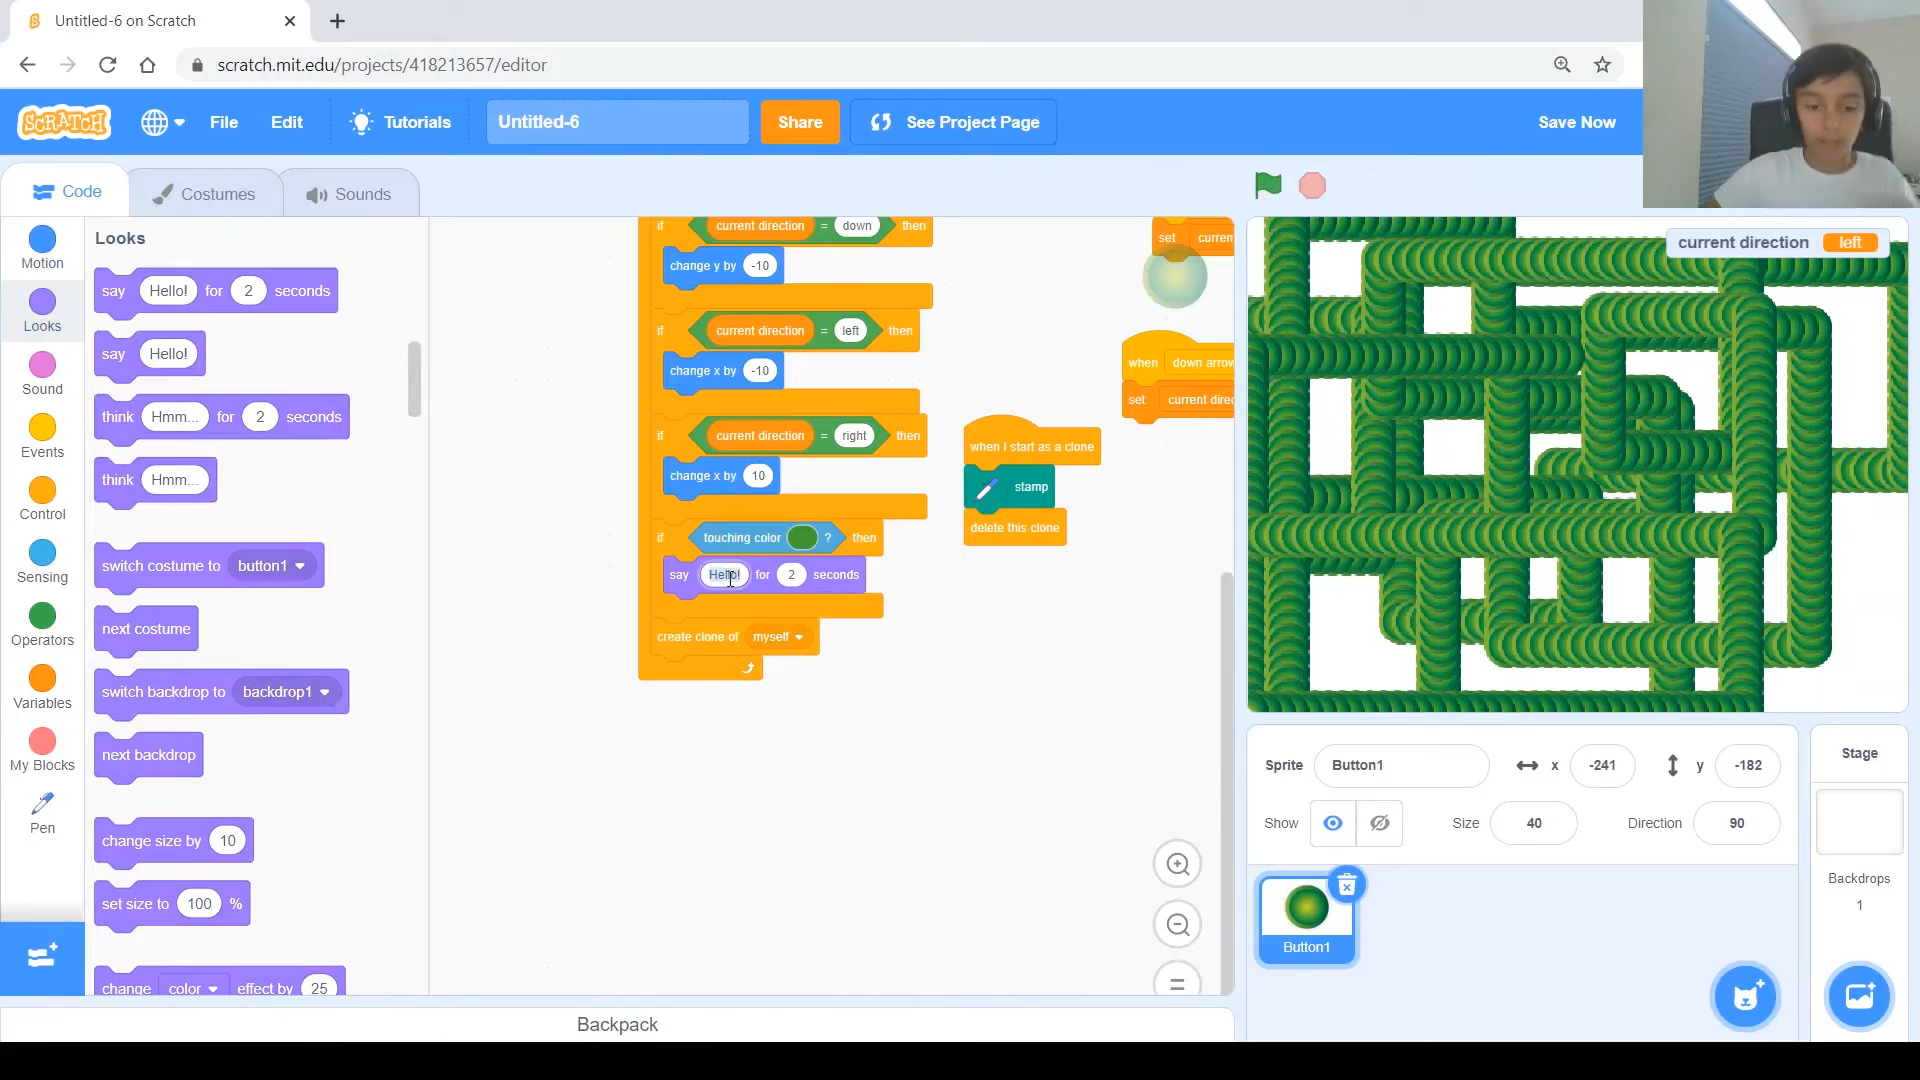 Untitled-6 on Scratch
scratch.mit.edu/projects/418213657/editor
SCRATCH
File
Edit
Tutorials
Untitled-6
Share
See Project Page
Save Now
Code
Costumes
Sounds
Motion
Looks
Sound
Events
Control
Sensing
Operators
Variables
My Blocks
Pen
Looks
say Hello! for 2 seconds
say Hello!
think Hmm... for 2 seconds
think Hmm...
switch costume to button1
next costume
switch backdrop to backdrop1
next backdrop
change size by 10
set size to 100 %
change color effect by 25
if current direction = down then
change y by -10
if current direction = left then
change x by -10
if current direction = right then
change x by 10
if touching color ? then
say Hello! for 2 seconds
create clone of myself
when I start as a clone
stamp
delete this clone
set curren
when down arrow
set current direc
current direction left
Sprite Button1 x -241 y -182
Show Size 40 Direction 90
Button1
Stage
Backdrops
1
Backpack